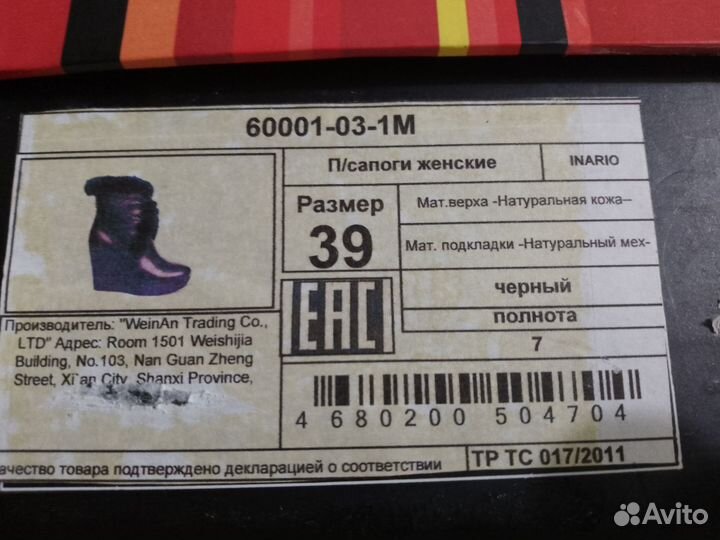 60001-03-1М
П/сапоги женские
INARIO
Размер
39
Мат.верха -Натуральная кожа--
Мат. подкладки -Натуральный мех-
черный
полнота
7
EAC
Производитель: "WeinAn Trading Co.,
LTD" Адрес: Room 1501 Weishijia
Building, No.103, Nan Guan Zheng
Street, Xi`an City, Shanxi Province,
4 680200 504704
ачество товара подтверждено декларацией о соответствии
ТР ТС 017/2011
Avito